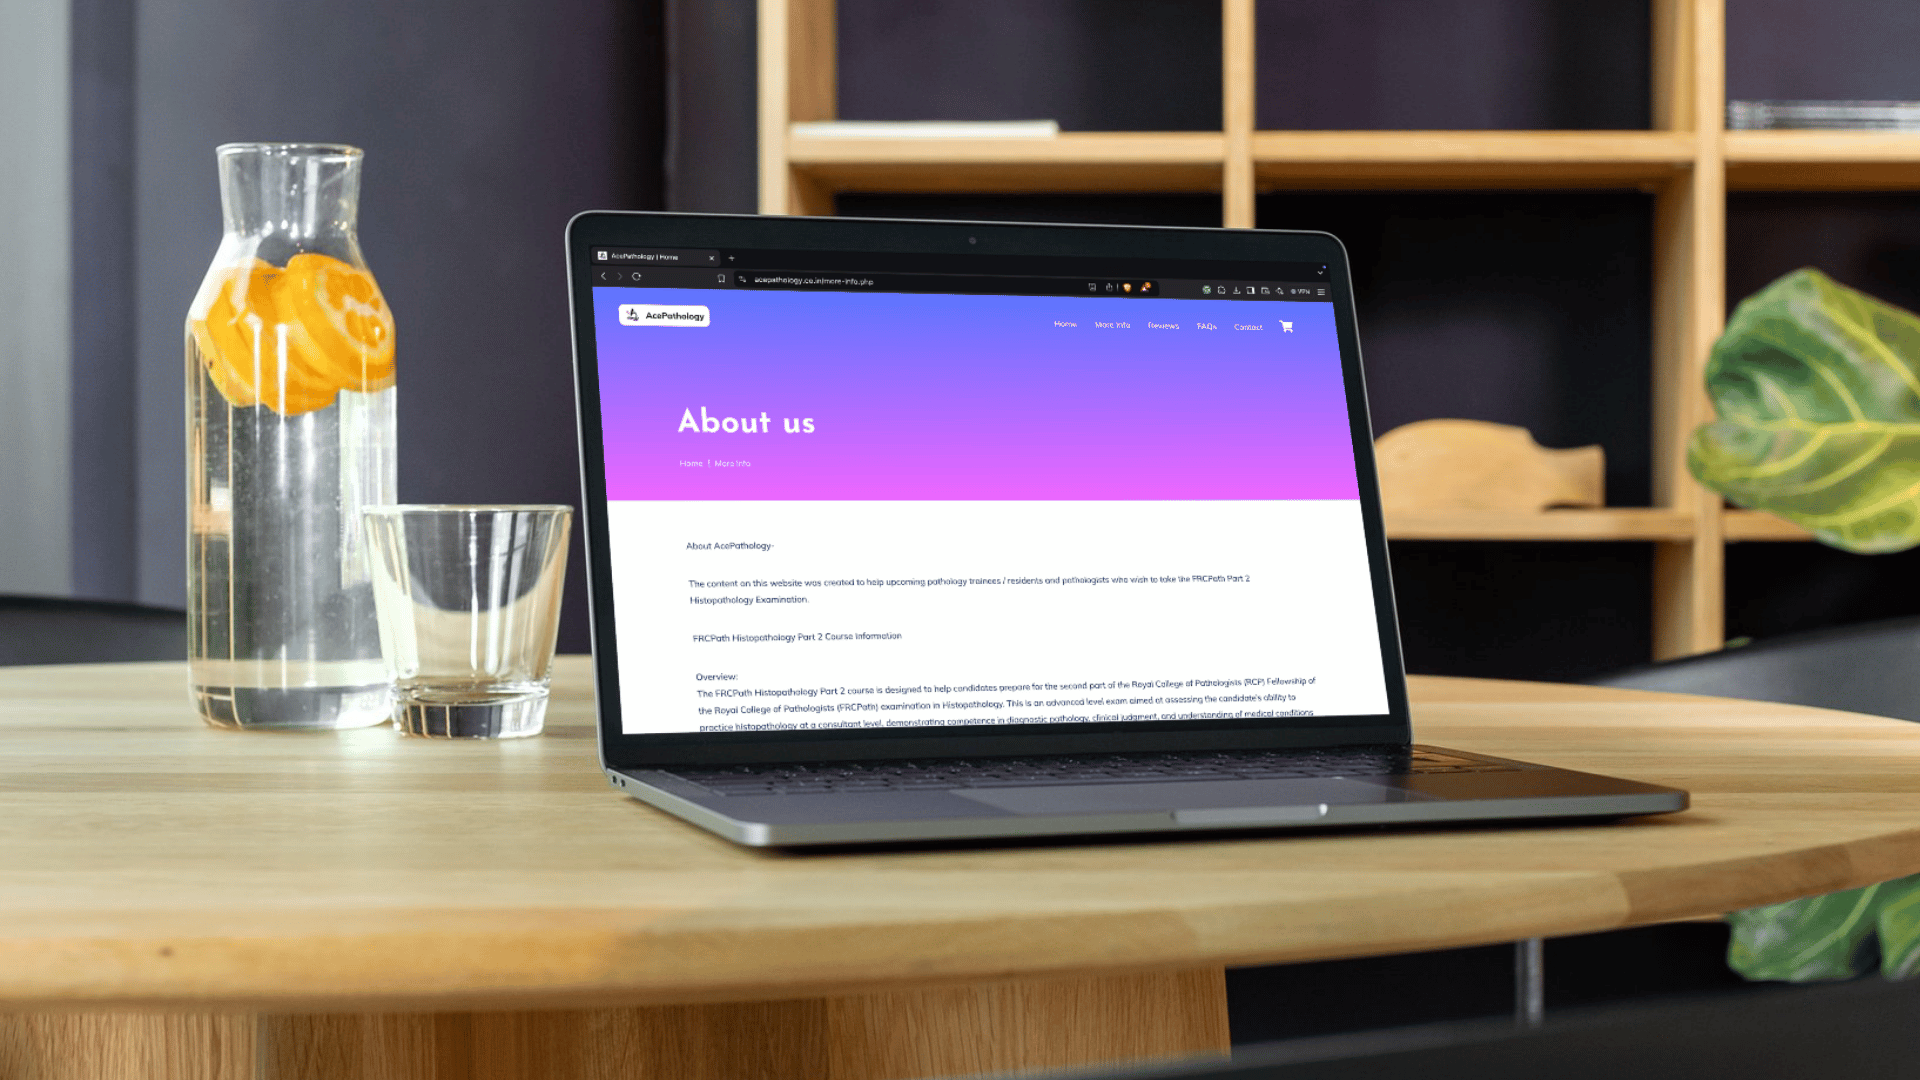 AcePathology | Home
acepathology.co.in/more-info.php
AcePathology
Home More Info Reviews FAQs Contact
About us
Home | More Info
About AcePathology-
The content on this website was created to help upcoming pathology trainees / residents and pathologists who wish to take the FRCPath Part 2
Histopathology Examination.
FRCPath Histopathology Part 2 Course Information
Overview:
The FRCPath Histopathology Part 2 course is designed to help candidates prepare for the second part of the Royal College of Pathologists (RCP) Fellowship of
the Royal College of Pathologists (FRCPath) examination in Histopathology. This is an advanced level exam aimed at assessing the candidate's ability to
practice histopathology at a consultant level, demonstrating competence in diagnostic pathology, clinical judgment, and understanding of medical conditions